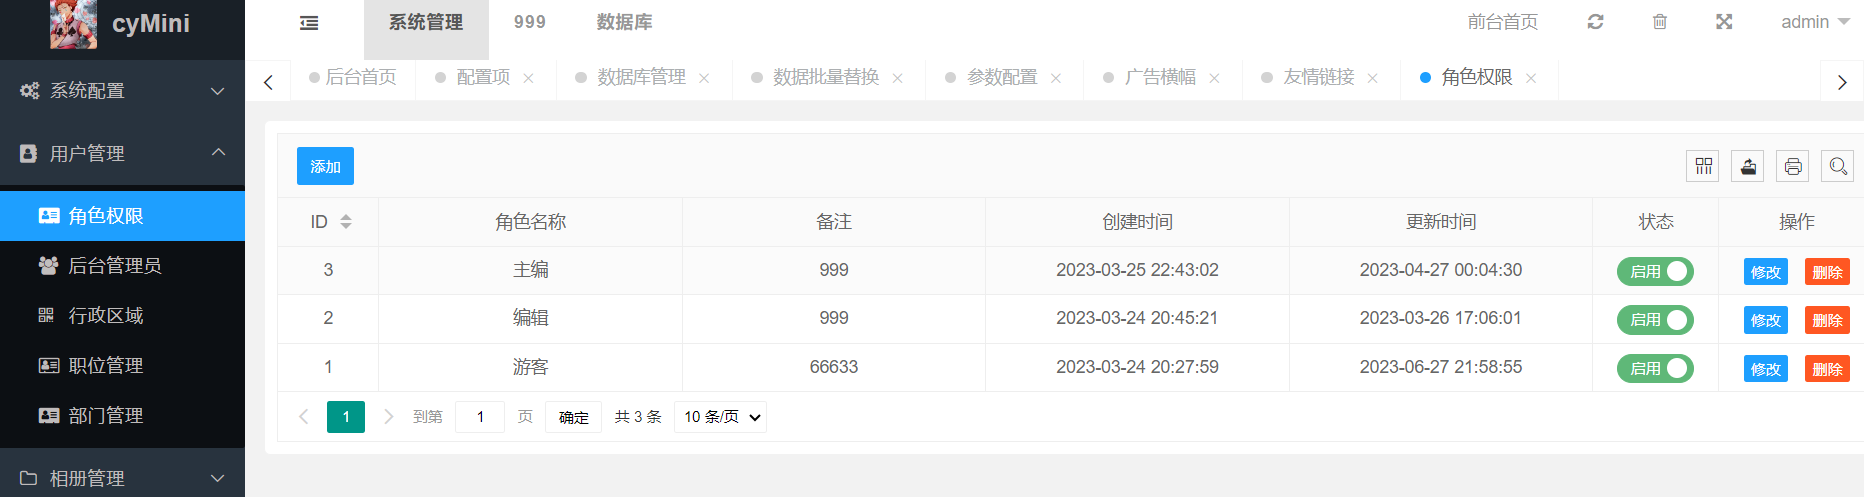 cyMini
系统管理 999 数据库 前台首页 admin
后台首页 配置项 数据库管理 数据批量替换 参数配置 广告横幅 友情链接 角色权限
系统配置
用户管理
角色权限
后台管理员
行政区域
职位管理
部门管理
相册管理
添加
ID 角色名称 备注 创建时间 更新时间 状态 操作
3 主编 999 2023-03-25 22:43:02 2023-04-27 00:04:30 启用 修改 删除
2 编辑 999 2023-03-24 20:45:21 2023-03-26 17:06:01 启用 修改 删除
1 游客 66633 2023-03-24 20:27:59 2023-06-27 21:58:55 启用 修改 删除
1 到第 1 页 确定 共 3 条 10 条/页